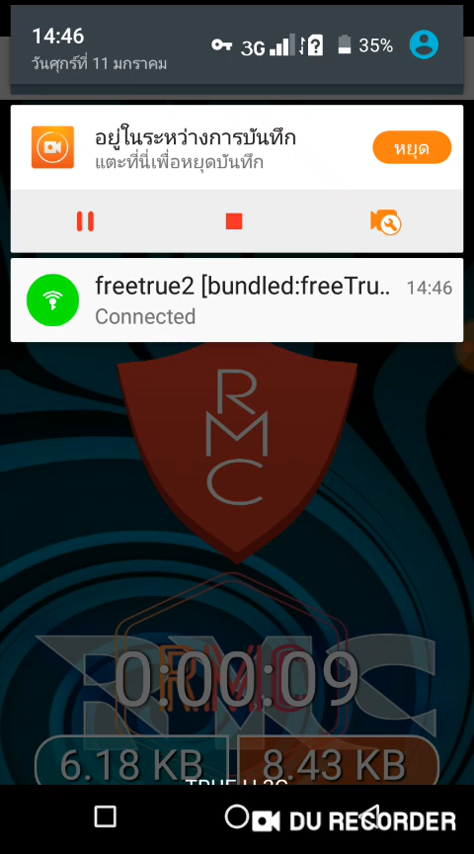 14:46
3G
35%
วันศุกร์ที่ 11 มกราคม
อยู่ในระหว่างการบันทึก
แตะที่นี่เพื่อหยุดบันทึก
หยุด
freetrue2 [bundled:freeTru..
14:46
Connected
RMC
RMC
RMC
0:00:09
6.18 KB
8.43 KB
DU RECORDER